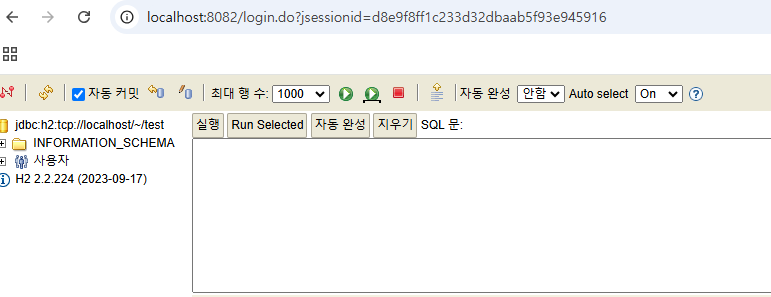 localhost:8082/login.do?jsessionid=d8e9f8ff1c233d32dbaab5f93e945916
자동 커밋 최대 행 수: 1000 자동 완성 안함 Auto select On
jdbc:h2:tcp://localhost/~/test
INFORMATION_SCHEMA
사용자
H2 2.2.224 (2023-09-17)
실행 Run Selected 자동 완성 지우기 SQL 문: